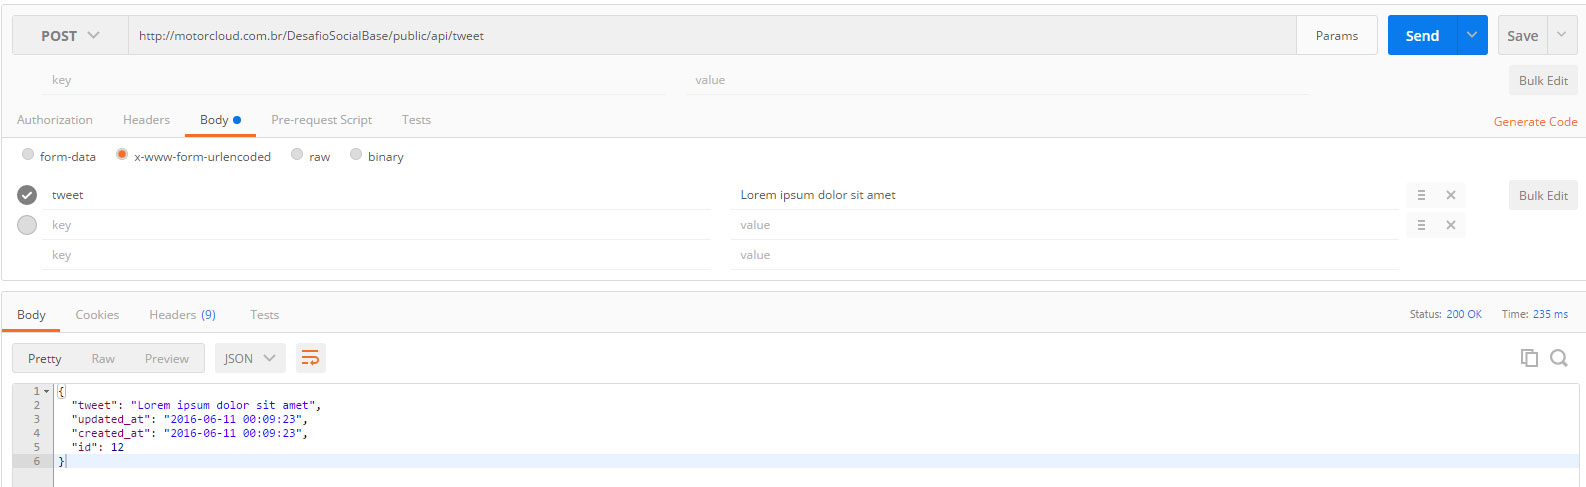 POST http://motorcloud.com.br/DesafioSocialBase/public/api/tweet Params Send Save
key value Bulk Edit
Authorization Headers Body Pre-request Script Tests Generate Code
form-data x-www-form-urlencoded raw binary
tweet Lorem ipsum dolor sit amet Bulk Edit
key value
key value
Body Cookies Headers (9) Tests Status: 200 OK Time: 235 ms
Pretty Raw Preview JSON
1 {
2 "tweet": "Lorem ipsum dolor sit amet",
3 "updated_at": "2016-06-11 00:09:23",
4 "created_at": "2016-06-11 00:09:23",
5 "id": 12
6 }